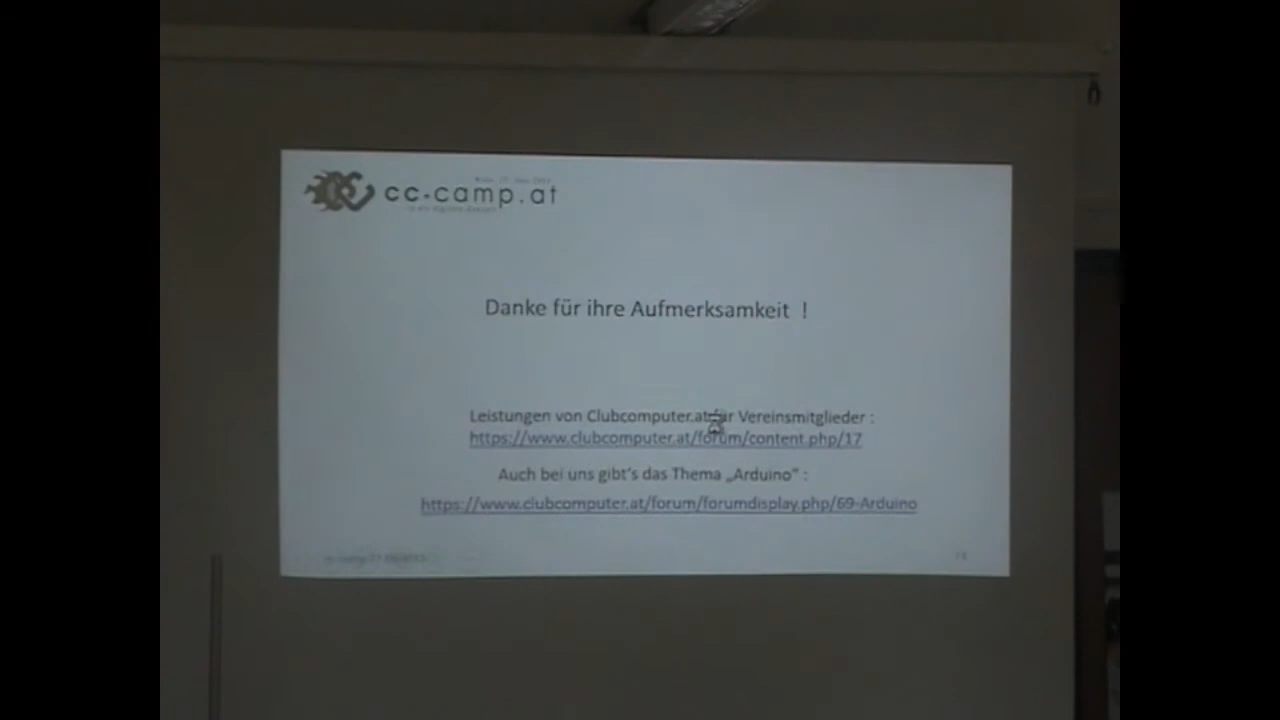 cc-camp.at
Danke für ihre Aufmerksamkeit !
Leistungen von Clubcomputer.at für Vereinsmitglieder :
https://www.clubcomputer.at/forum/content.php/17
Auch bei uns gibt's das Thema „Arduino" :
https://www.clubcomputer.at/forum/forumdisplay.php/69-Arduino